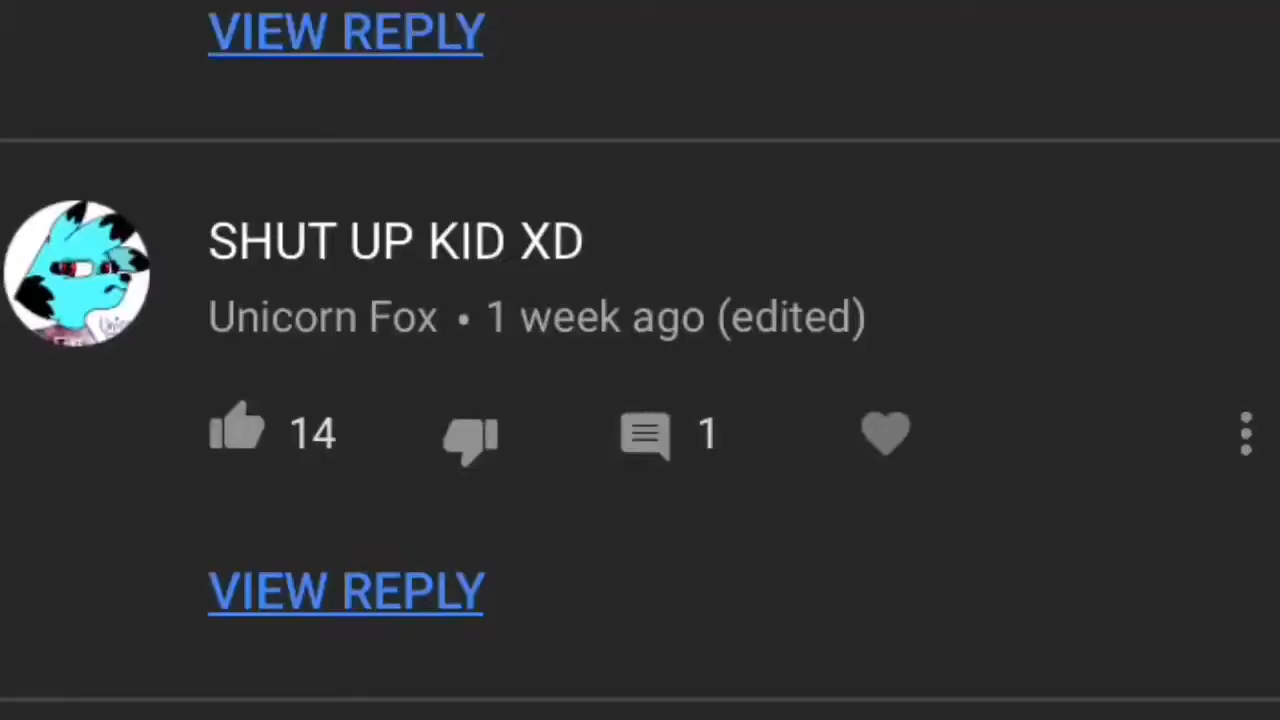 VIEW REPLY
SHUT UP KID XD
Unicorn Fox • 1 week ago (edited)
14 1
VIEW REPLY